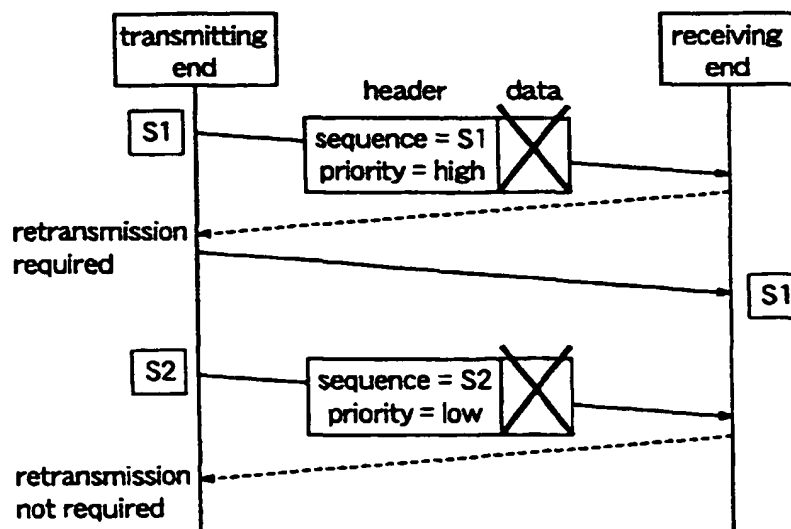 transmitting
end
receiving
end
header
data
S1
sequence = S1
priority = high
retransmission
required
S1
S2
sequence = S2
priority = low
retransmission
not required